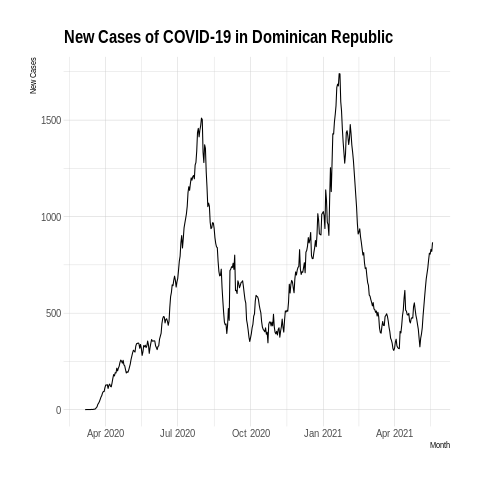 New Cases of COVID-19 in Dominican Republic
New Cases
1500
1000
500
0
Apr 2020 Jul 2020 Oct 2020 Jan 2021 Apr 2021
Month